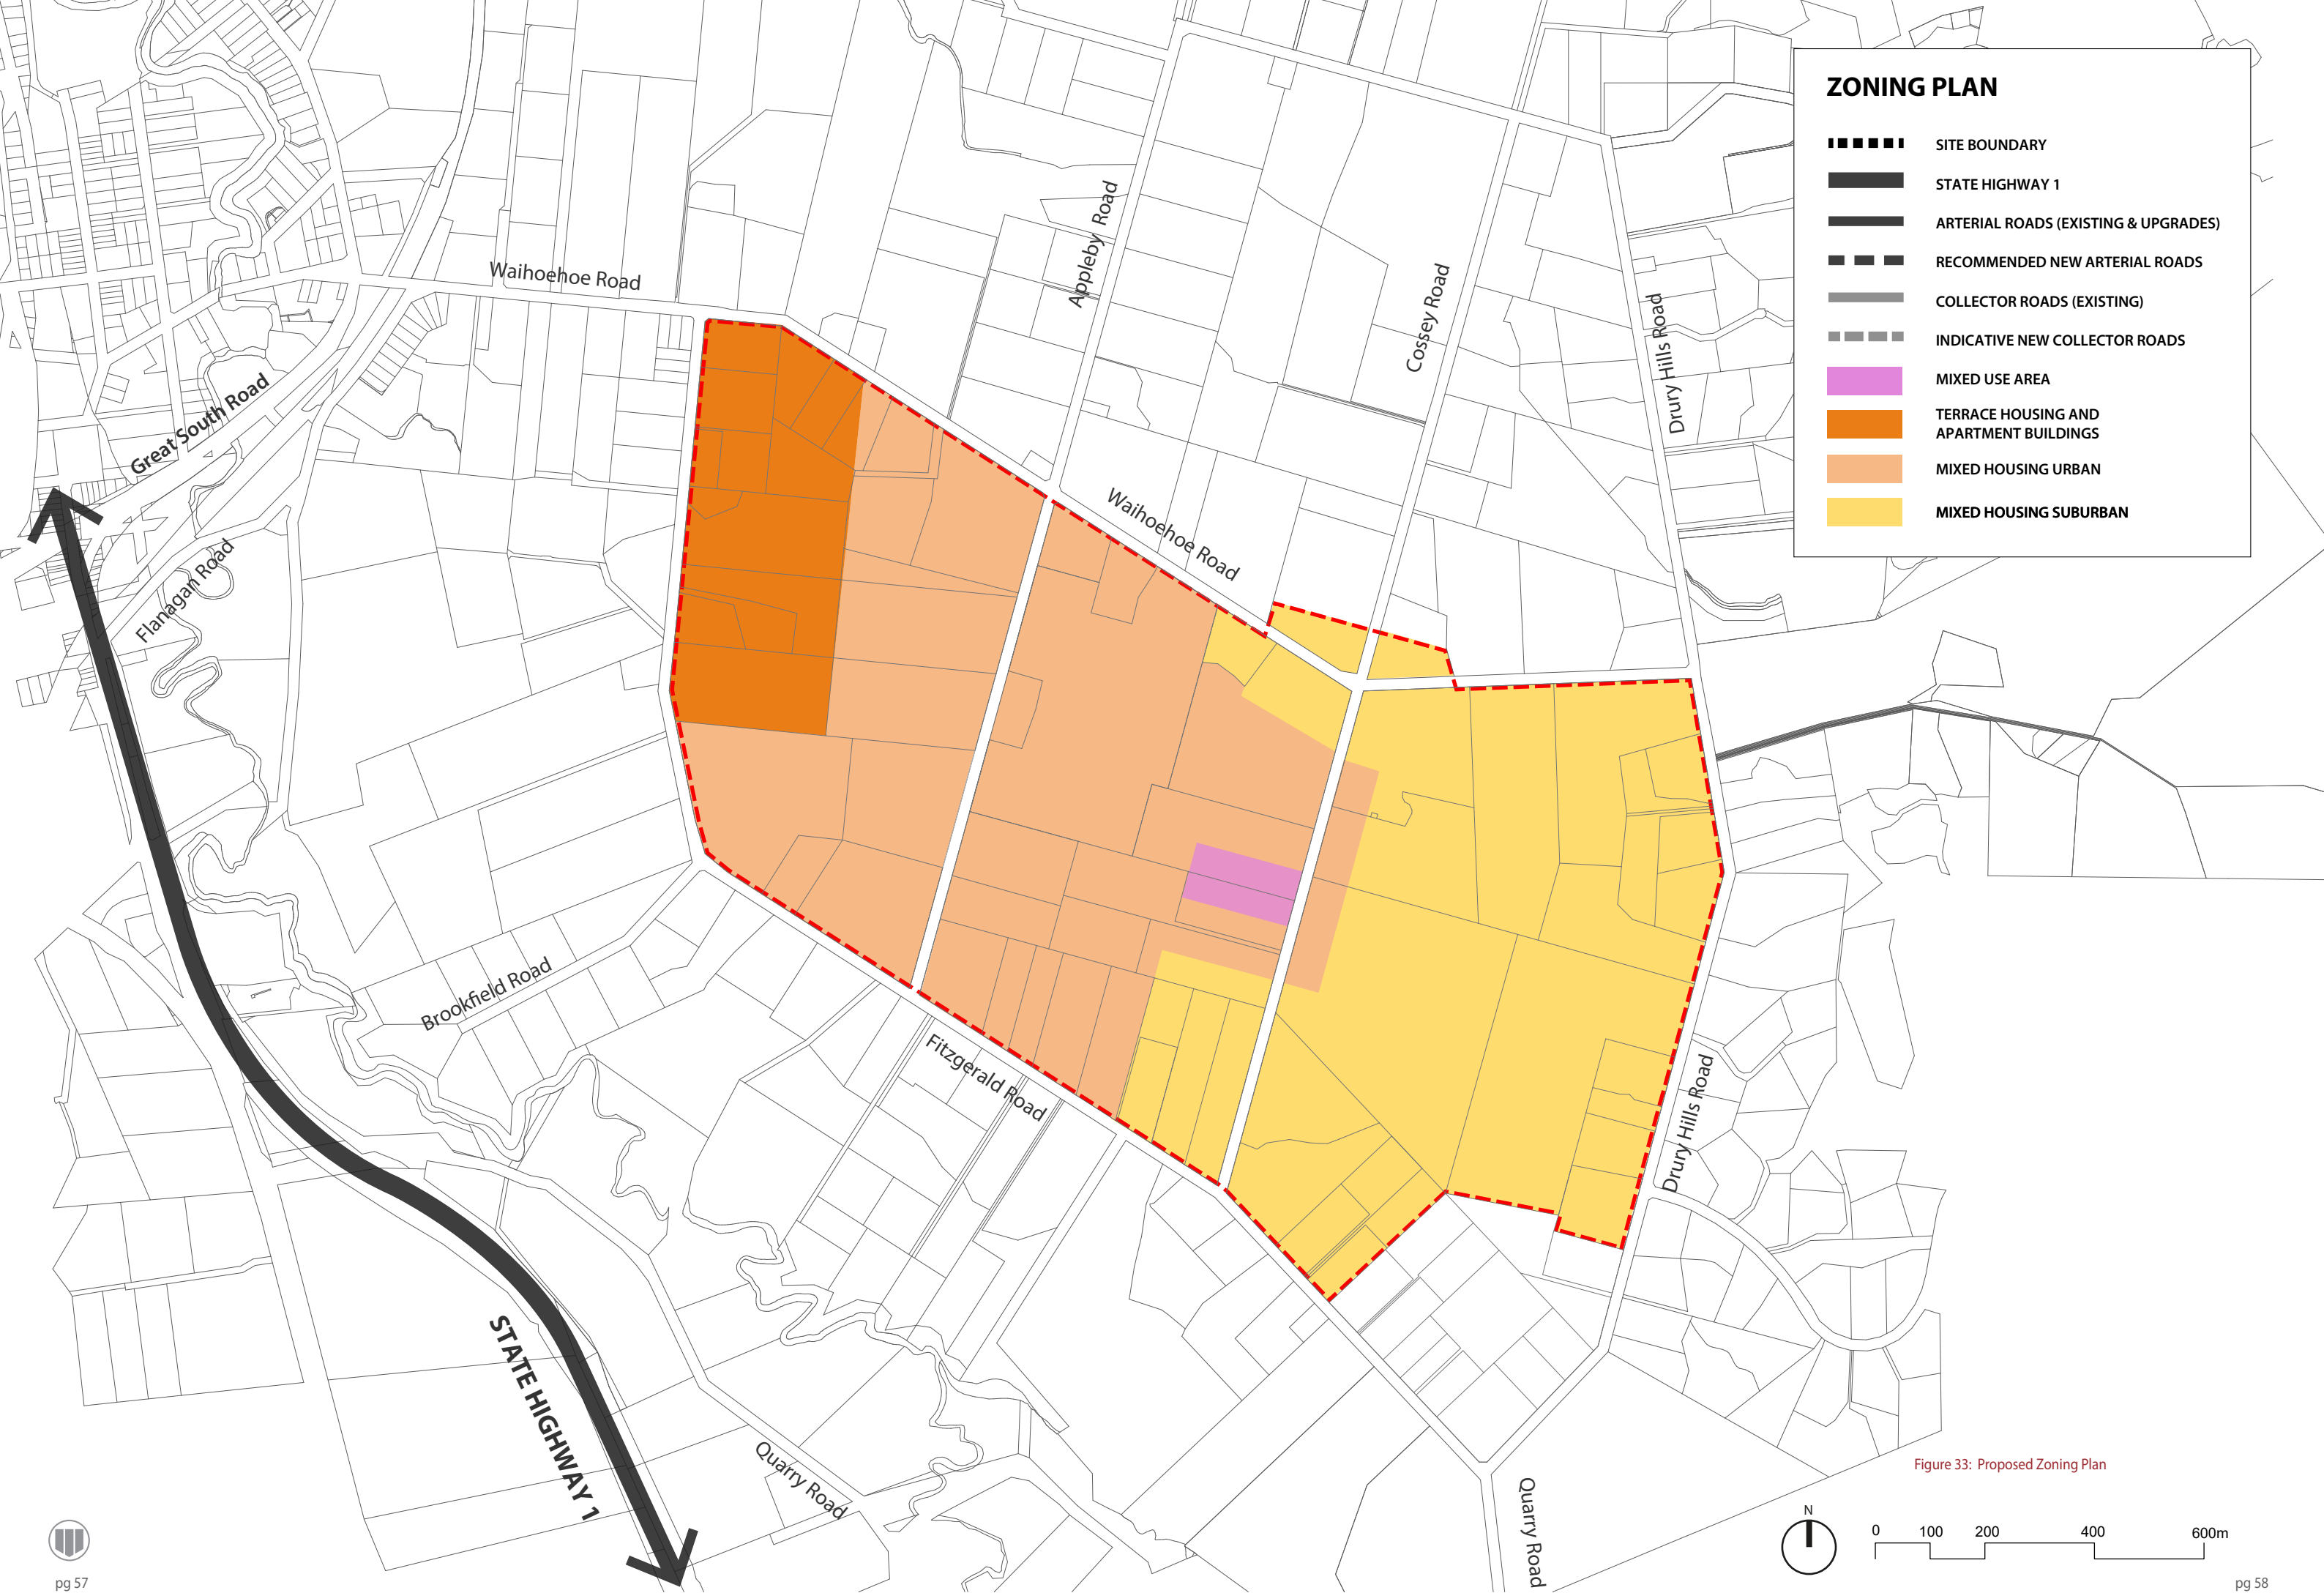 ZONING PLAN
SITE BOUNDARY
STATE HIGHWAY 1
ARTERIAL ROADS (EXISTING & UPGRADES)
RECOMMENDED NEW ARTERIAL ROADS
COLLECTOR ROADS (EXISTING)
INDICATIVE NEW COLLECTOR ROADS
MIXED USE AREA
TERRACE HOUSING AND
APARTMENT BUILDINGS
MIXED HOUSING URBAN
MIXED HOUSING SUBURBAN
Waihoehoe Road
Appleby Road
Cossey Road
Drury Hills Road
Great South Road
Flanagan Road
Waihoehoe Road
Brookfield Road
Fitzgerald Road
Drury Hills Road
STATE HIGHWAY 1
Quarry Road
Quarry Road
Figure 33: Proposed Zoning Plan
N
0 100 200 400 600m
pg 57
pg 58